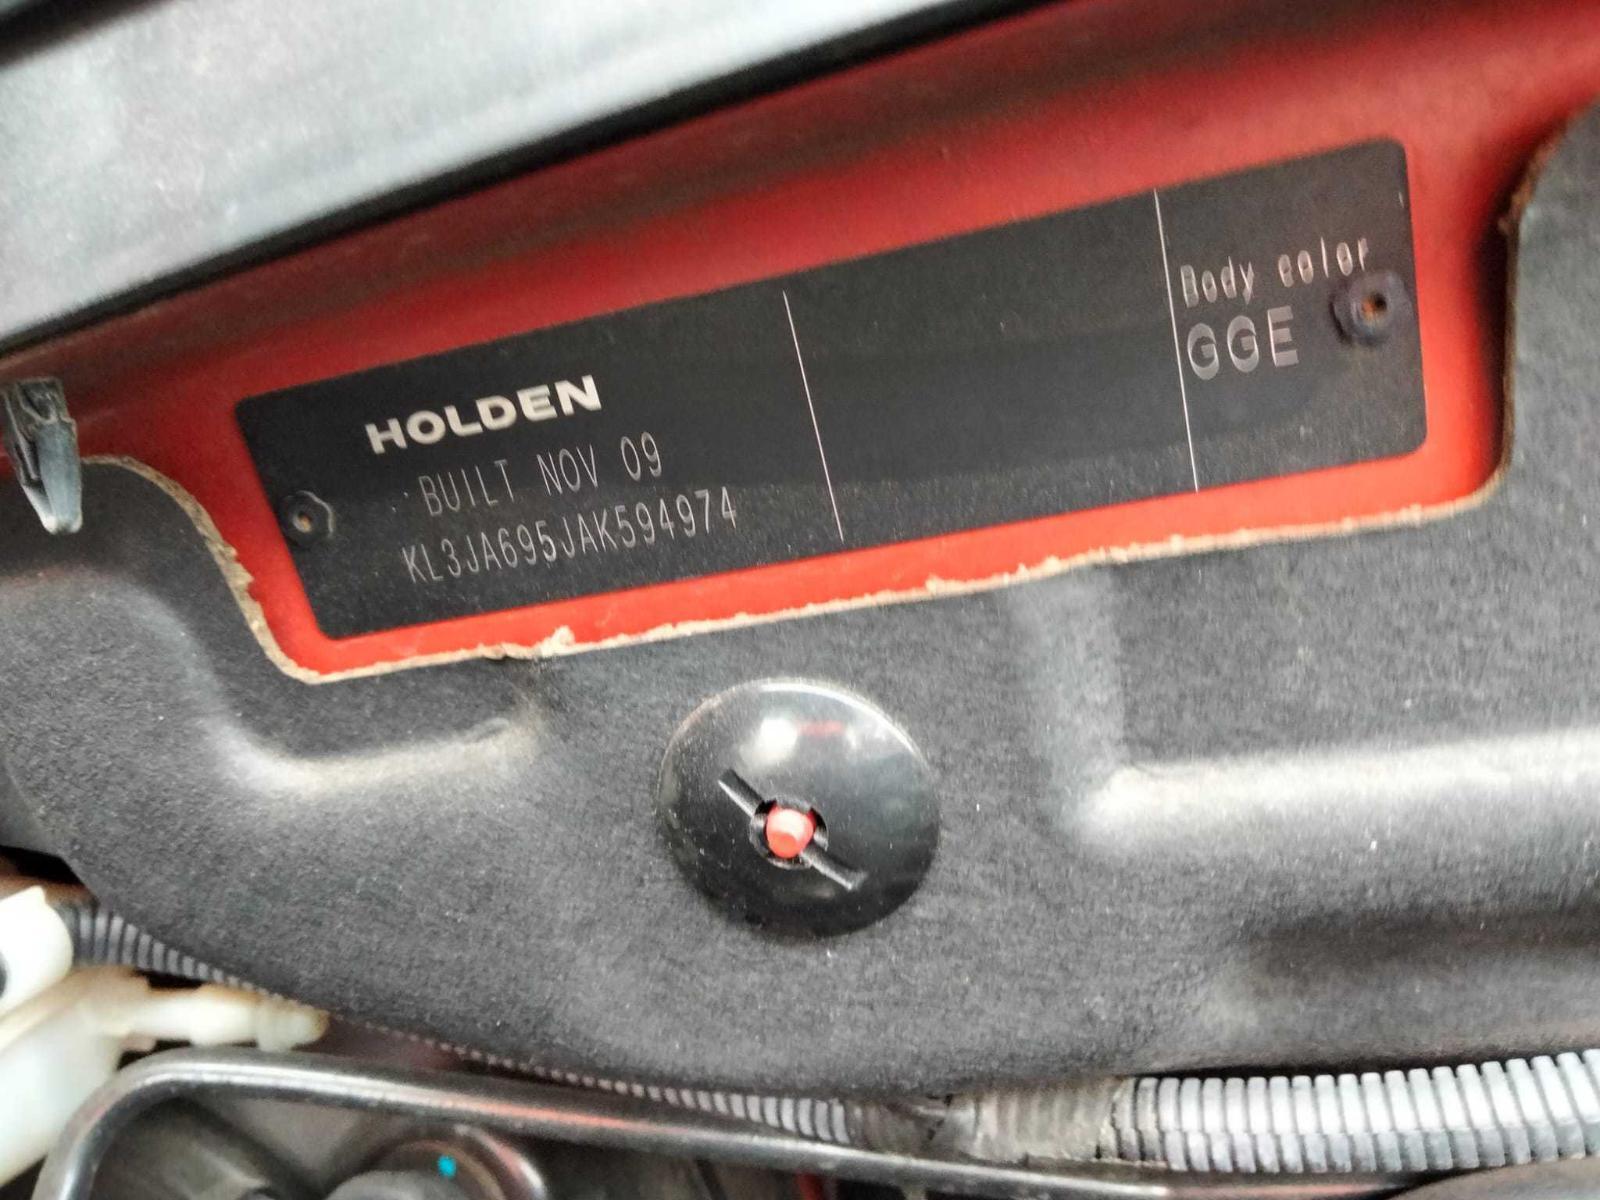 HOLDEN
BUILT NOV 09
KL3JA695JAK594974
Body color
GGE